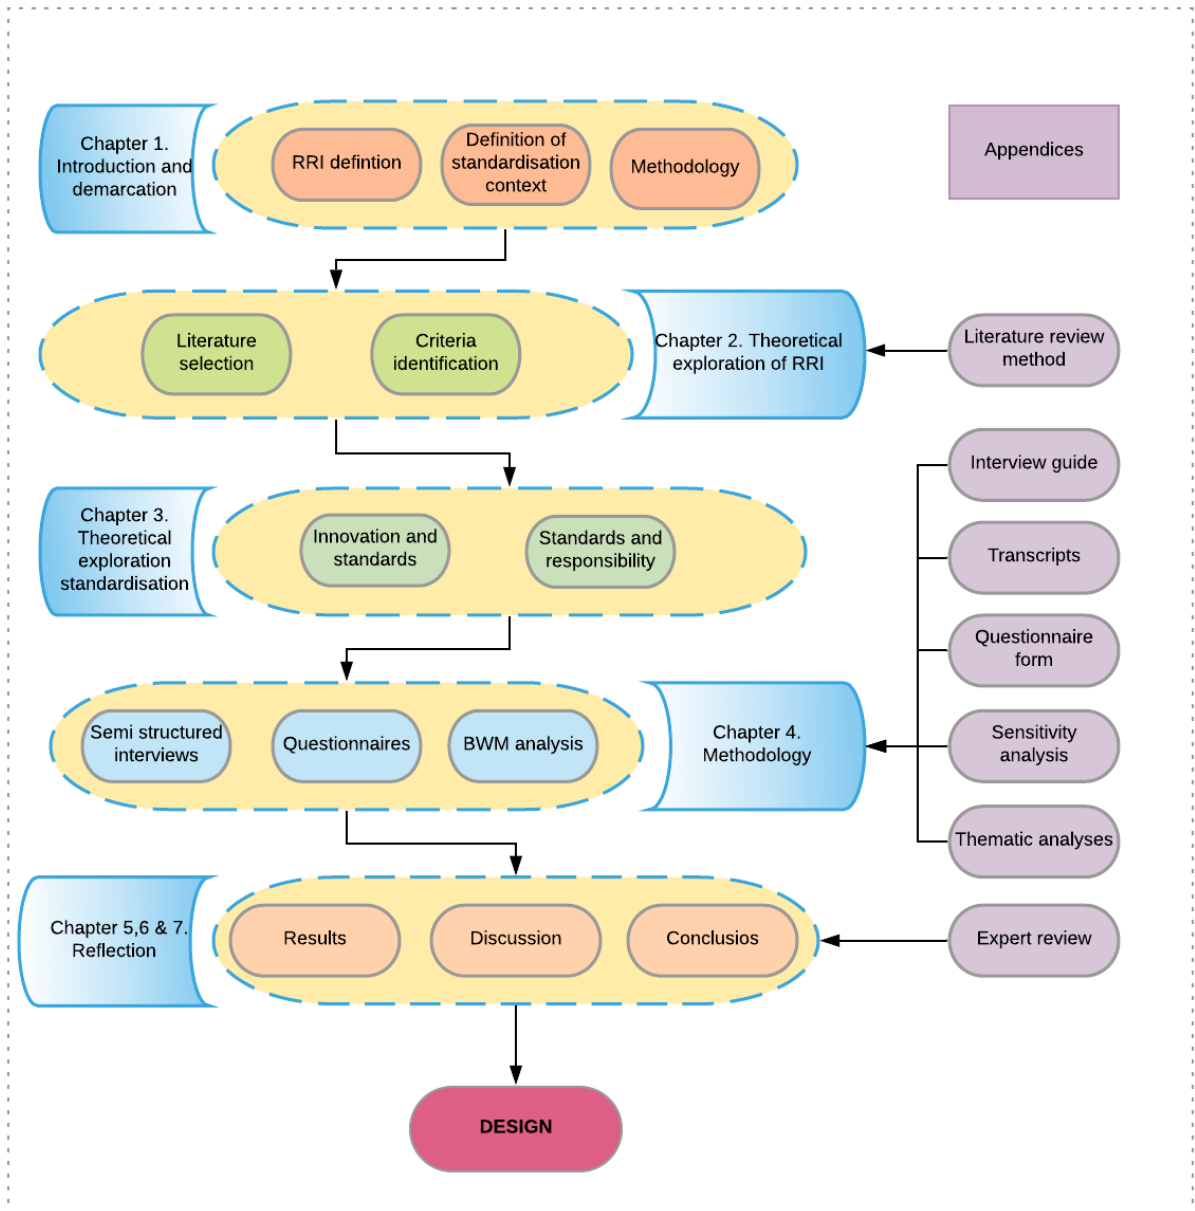 Chapter 1.
Introduction and
demarcation
RRI defintion
Definition of
standardisation
context
Methodology
Appendices
Literature
selection
Criteria
identification
Chapter 2. Theoretical
exploration of RRI
Literature review
method
Chapter 3.
Theoretical
exploration
standardisation
Innovation and
standards
Standards and
responsibility
Interview guide
Transcripts
Questionnaire
form
Semi structured
interviews
Questionnaires
BWM analysis
Chapter 4.
Methodology
Sensitivity
analysis
Thematic analyses
Chapter 5,6 & 7.
Reflection
Results
Discussion
Conclusios
Expert review
DESIGN